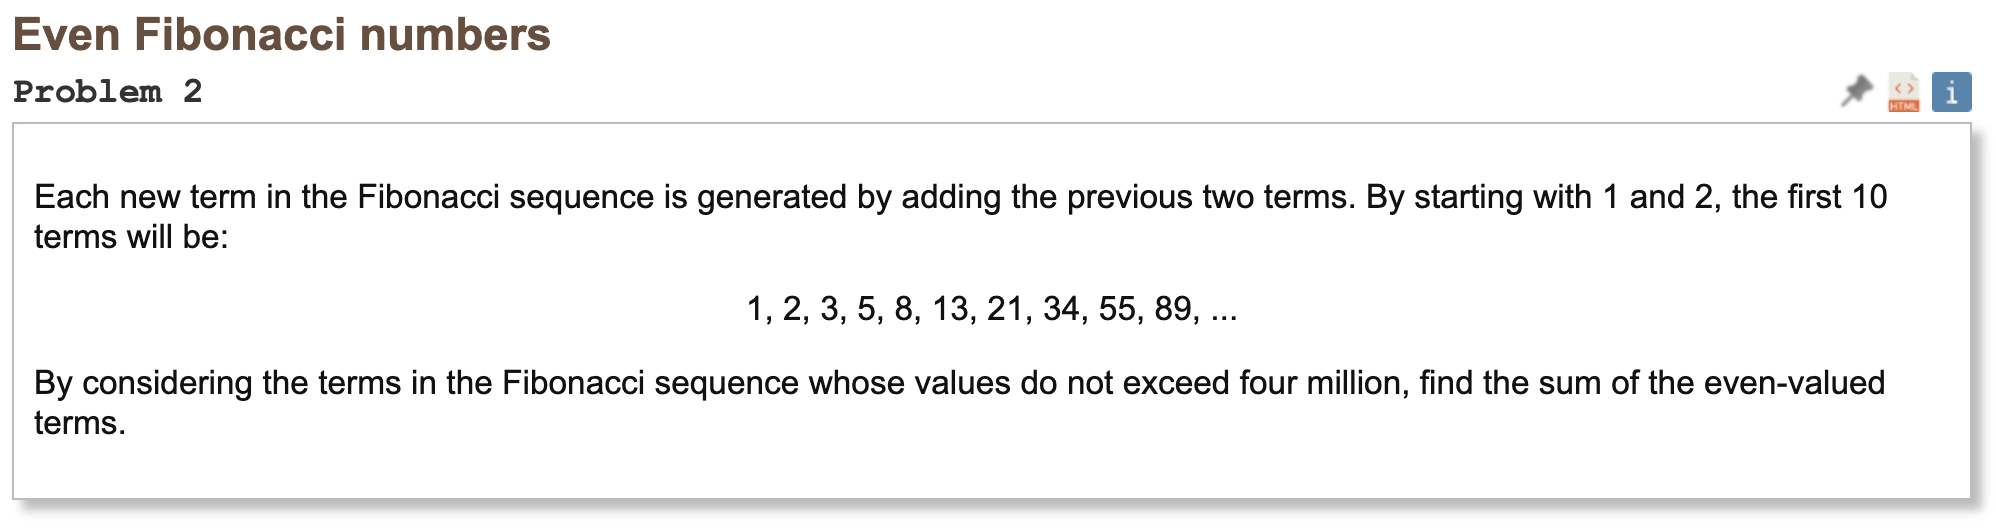 Even Fibonacci numbers
Problem 2
HTML
i
Each new term in the Fibonacci sequence is generated by adding the previous two terms. By starting with 1 and 2, the first 10
terms will be:
1, 2, 3, 5, 8, 13, 21, 34, 55, 89, ...
By considering the terms in the Fibonacci sequence whose values do not exceed four million, find the sum of the even-valued
terms.